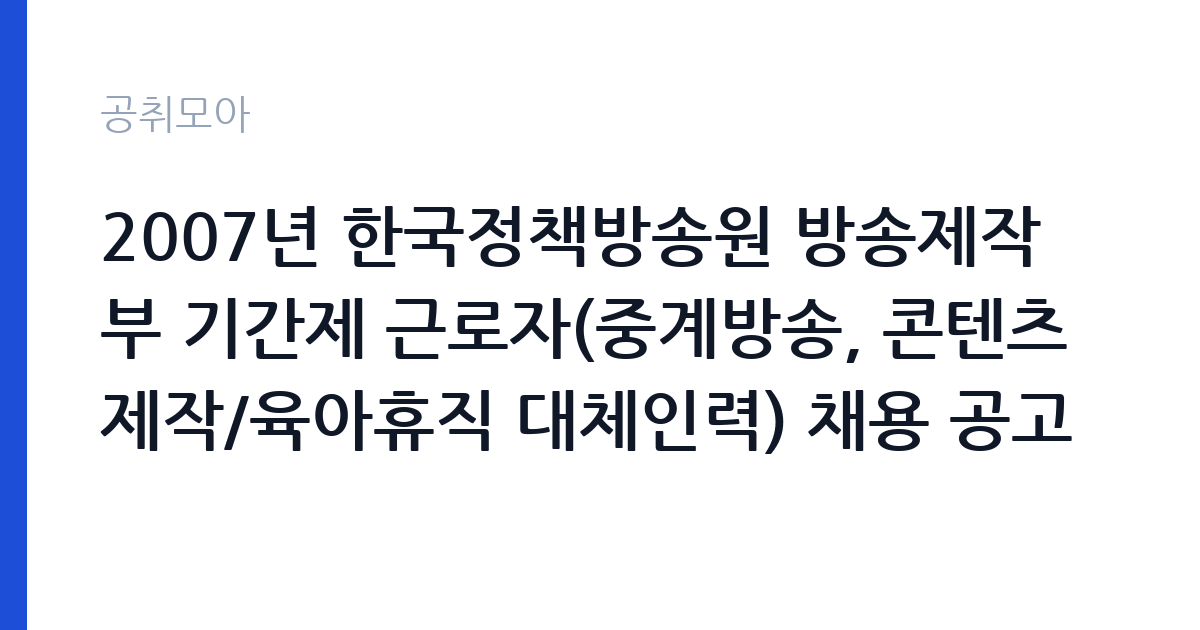 공취모아
2007년 한국정책방송원 방송제작
부 기간제 근로자(중계방송, 콘텐츠
제작/육아휴직 대체인력) 채용 공고